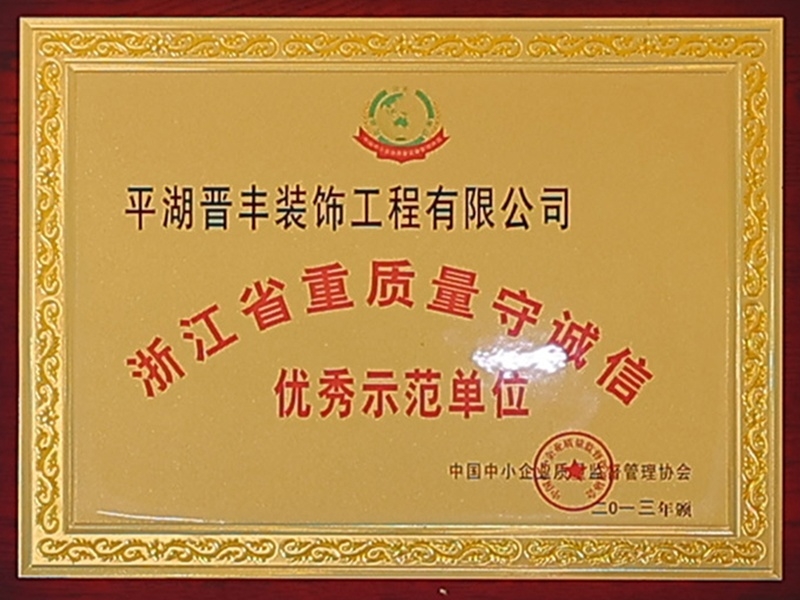 平湖晋丰装饰工程有限公司
浙江省重质量守诚信
优秀示范单位
中国中小企业质量监督管理协会
二0一三年颁